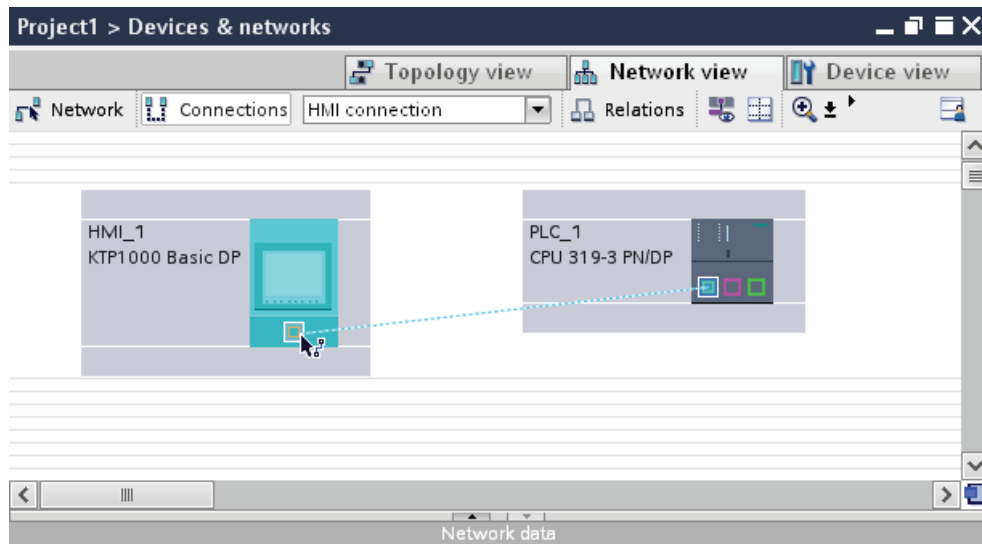 Project1 > Devices & networks
Topology view
Network view
Device view
Network
Connections
HMI connection
Relations
HMI_1
KTP1000 Basic DP
PLC_1
CPU 319-3 PN/DP
Network data